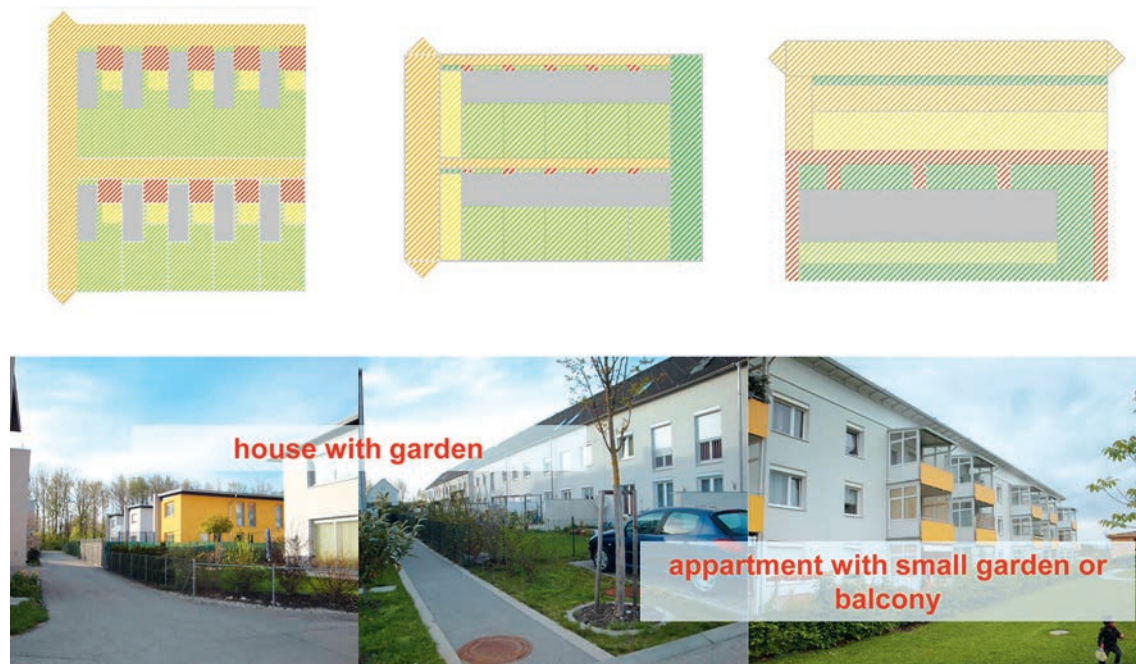 house with garden
appartment with small garden or
balcony